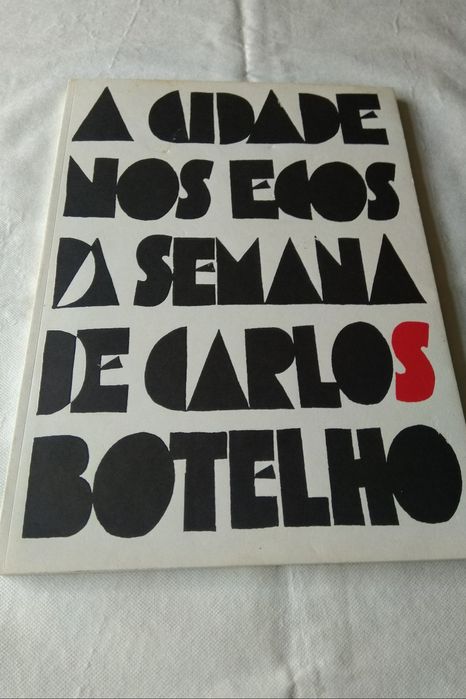 A CIDADE
NOS ECOS
DA SEMANA
DE CARLOS
BOTELHO